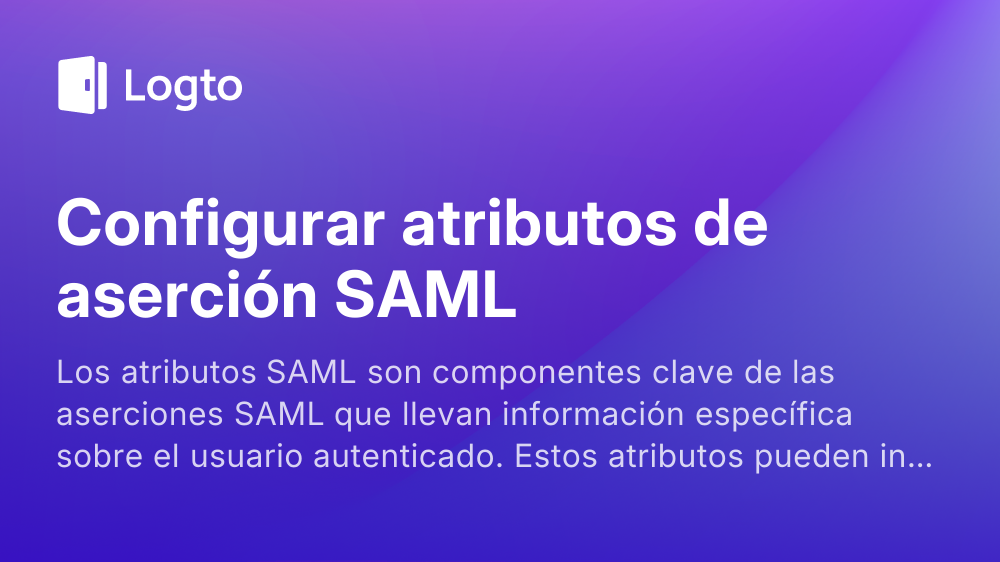 Logto
Configurar atributos de
aserción SAML
Los atributos SAML son componentes clave de las
aserciones SAML que llevan información específica
sobre el usuario autenticado. Estos atributos pueden in...